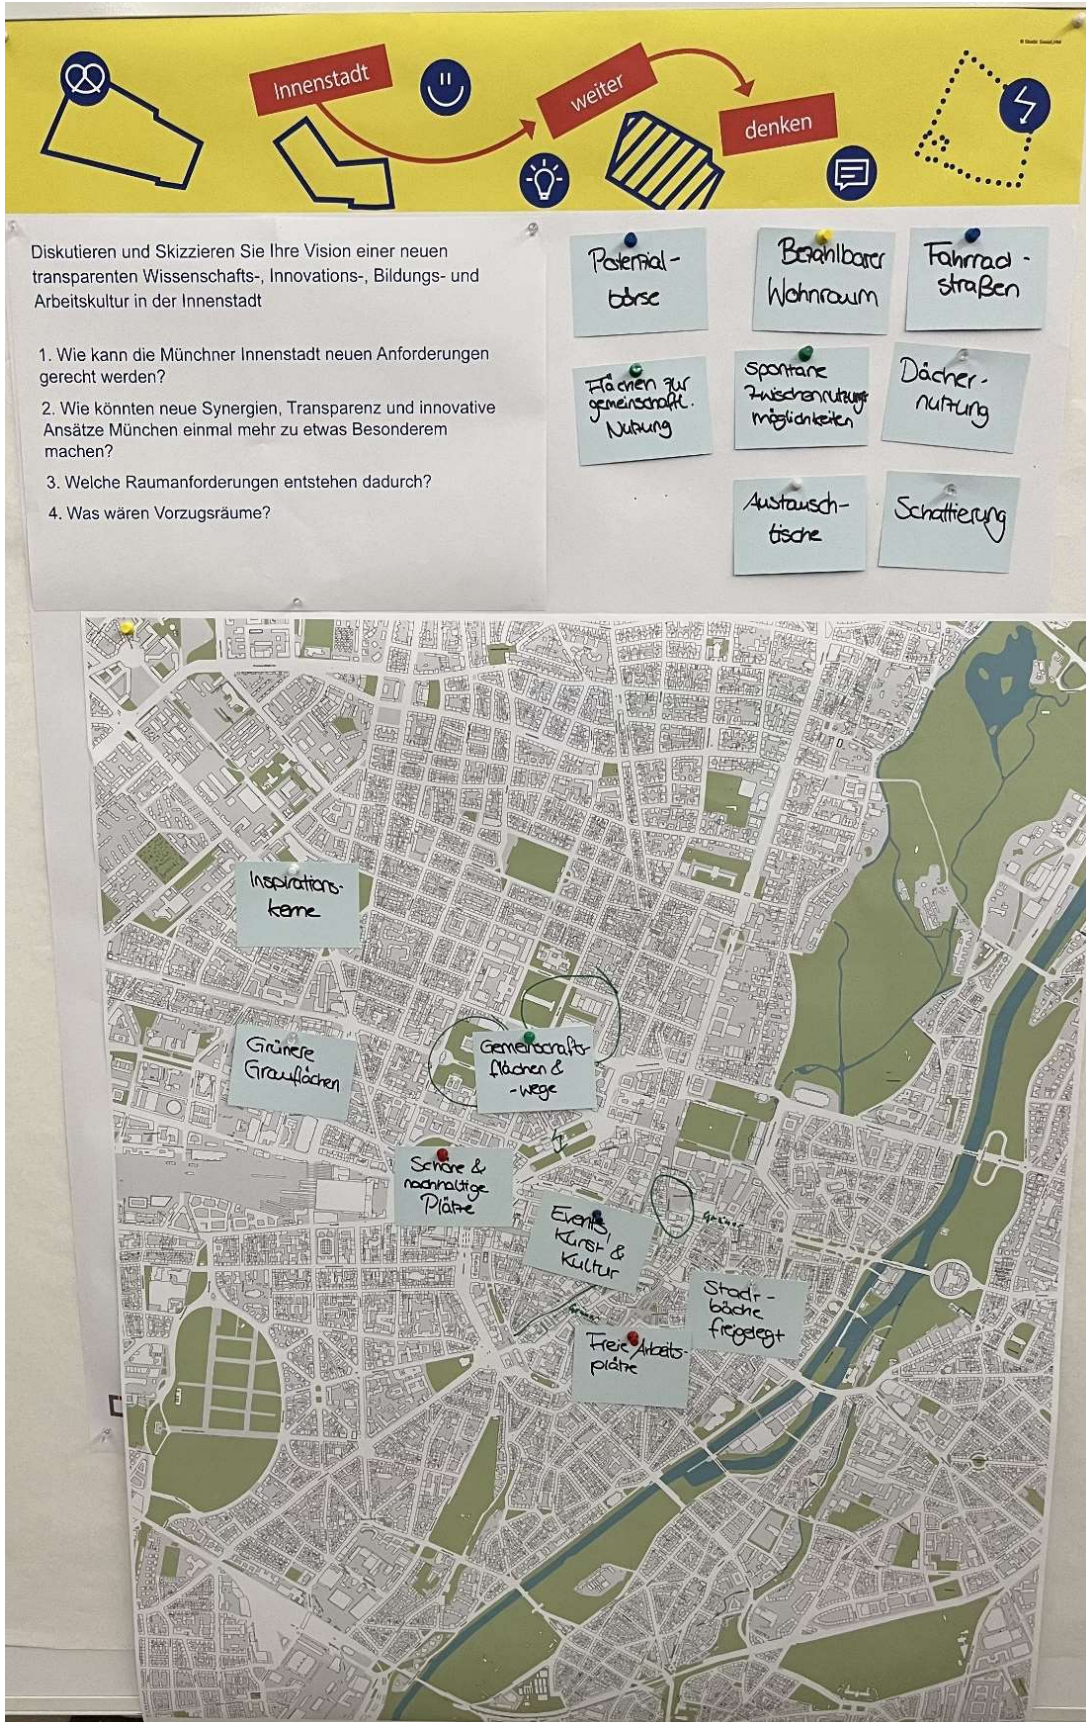 Innenstadt
weiter
denken
Diskutieren und Skizzieren Sie Ihre Vision einer neuen
transparenten Wissenschafts-, Innovations-, Bildungs- und
Arbeitskultur in der Innenstadt
1. Wie kann die Münchner Innenstadt neuen Anforderungen
gerecht werden?
2. Wie könnten neue Synergien, Transparenz und innovative
Ansätze München einmal mehr zu etwas Besonderem
machen?
3. Welche Raumanforderungen entstehen dadurch?
4. Was wären Vorzugsräume?
Potenzial-
börse
Bezahlbarer
Wohnraum
Fahrrad-
straßen
Flächen zur
gemeinschaftl.
Nutzung
Spontane
Zwischennutzungs
möglichkeiten
Dächer-
nutzung
Austausch-
tische
Schattierung
Inspirations-
kerne
Grünere
Grauflächen
Gemeinschafts-
flächen &
-wege
Schöne &
nachhaltige
Plätze
Events,
Kunst &
Kultur
Stadt-
bäche
freigelegt
Freie Arbeits-
plätze